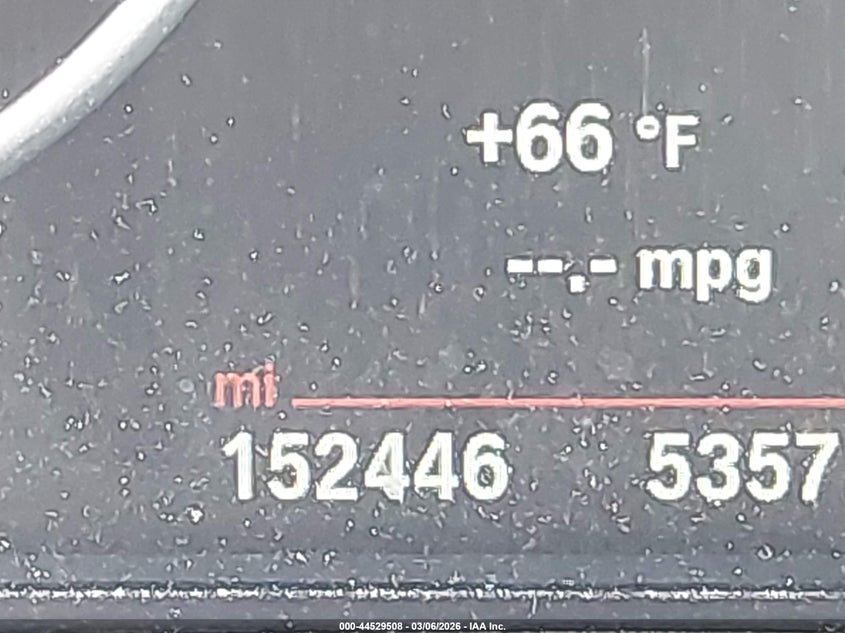 +66 °F
--.- mpg
mi
152446 5357
000-44529508 - 03/06/2026 - IAA Inc.